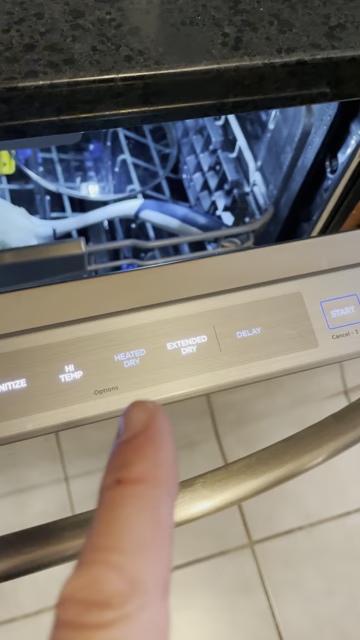 NITIZE
HI
TEMP
HEATED
DRY
EXTENDED
DRY
DELAY
START
Options
Cancel - 3